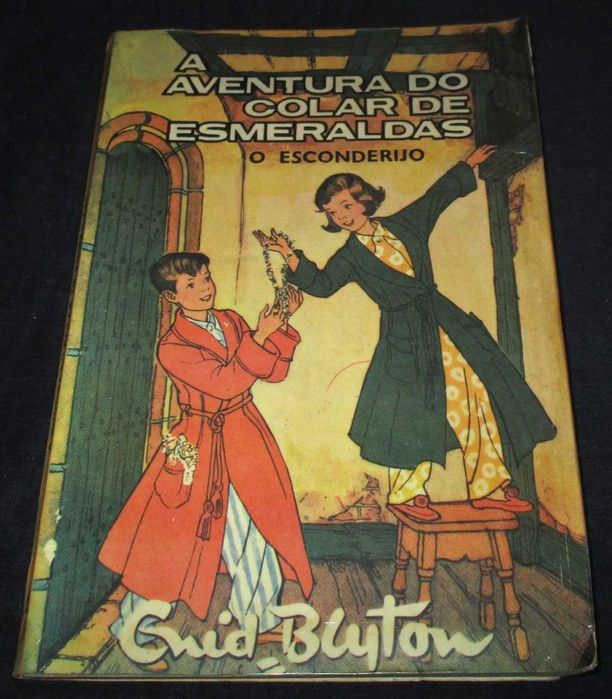 A
AVENTURA DO
COLAR DE
ESMERALDAS
O ESCONDERIJO
Enid Blyton